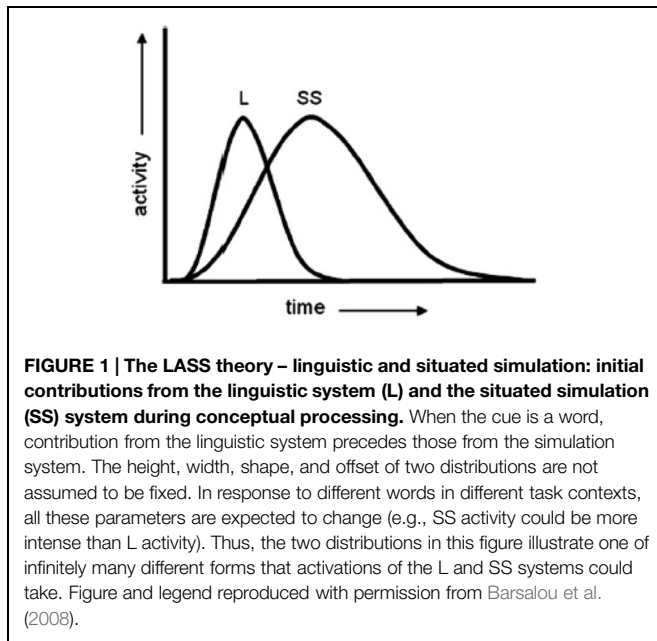 L
SS
activity
time
FIGURE 1 | The LASS theory – linguistic and situated simulation: initial
contributions from the linguistic system (L) and the situated simulation
(SS) system during conceptual processing. When the cue is a word,
contribution from the linguistic system precedes those from the simulation
system. The height, width, shape, and offset of two distributions are not
assumed to be fixed. In response to different words in different task contexts,
all these parameters are expected to change (e.g., SS activity could be more
intense than L activity). Thus, the two distributions in this figure illustrate one of
infinitely many different forms that activations of the L and SS systems could
take. Figure and legend reproduced with permission from Barsalou et al.
(2008).